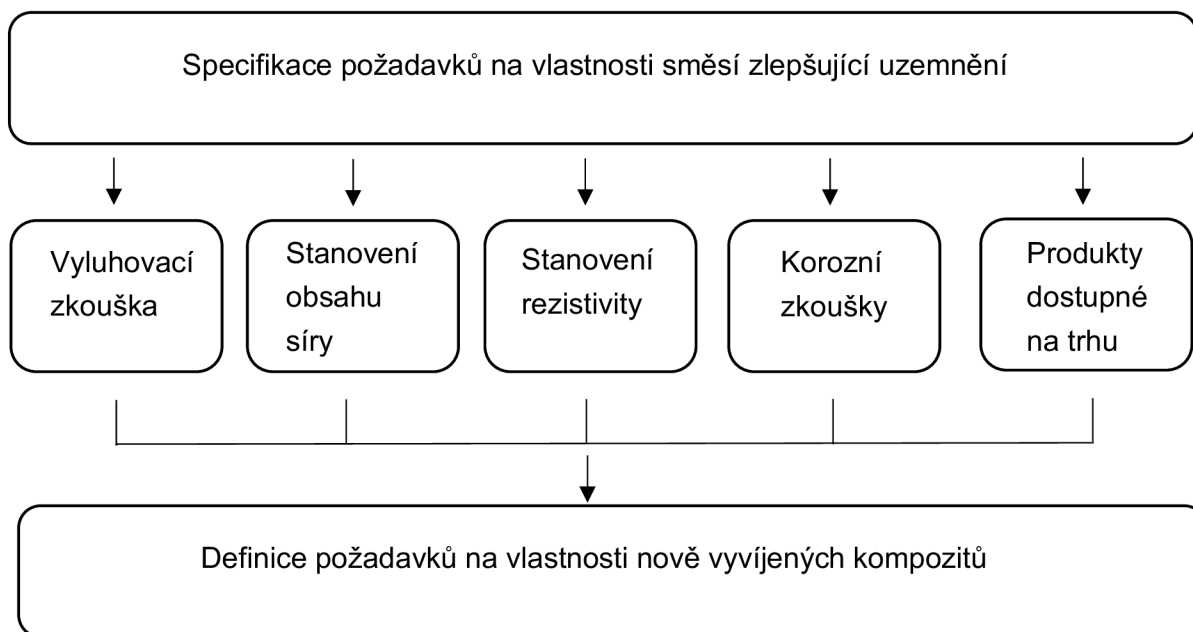 Specifikace požadavků na vlastnosti směsí zlepšující uzemnění
Vyluhovací
zkouška
Stanovení
obsahu
síry
Stanovení
rezistivity
Korozní
zkoušky
Produkty
dostupné
na trhu
Definice požadavků na vlastnosti nově vyvíjených kompozitů